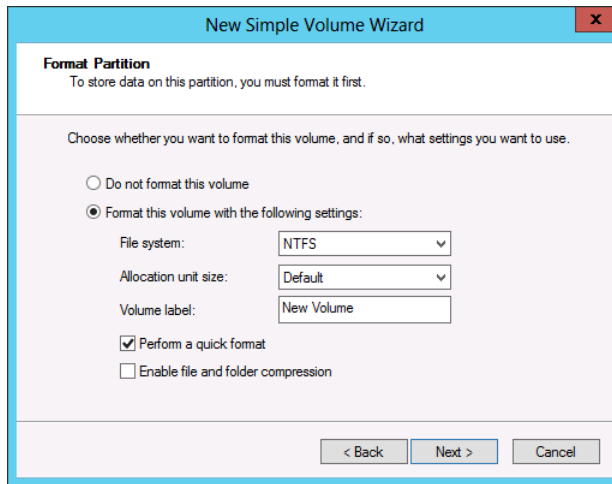 New Simple Volume Wizard
x
Format Partition
To store data on this partition, you must format it first.
Choose whether you want to format this volume, and if so, what settings you want to use.
Do not format this volume
Format this volume with the following settings:
File system: NTFS
Allocation unit size: Default
Volume label: New Volume
Perform a quick format
Enable file and folder compression
< Back Next > Cancel